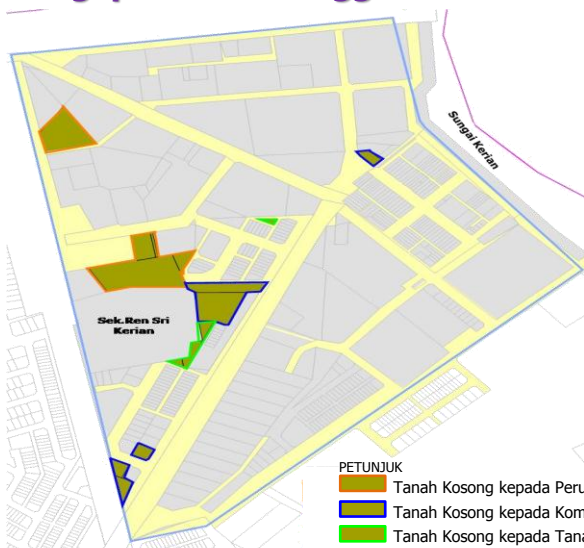 Sungai Kerian
Sek.Ren Sri
Kerian
PETUNJUK
Tanah Kosong kepada Peru
Tanah Kosong kepada Kom
Tanah Kosong kepada Tana